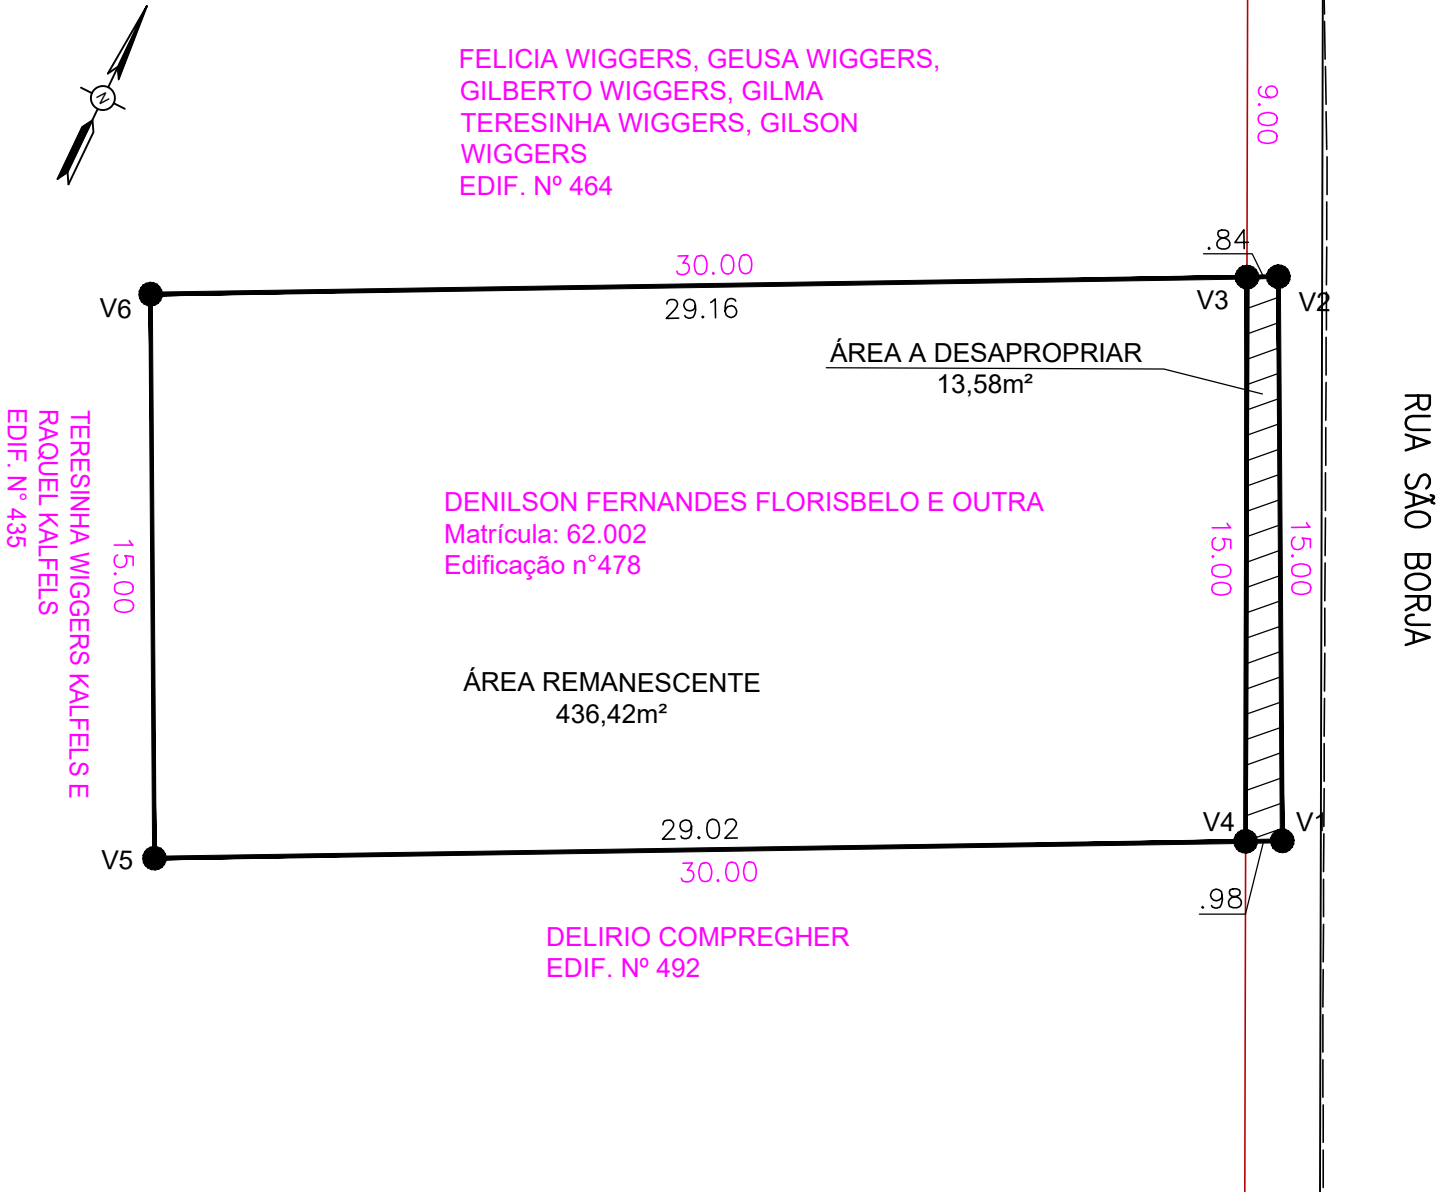 N
FELICIA WIGGERS, GEUSA WIGGERS,
GILBERTO WIGGERS, GILMA
TERESINHA WIGGERS, GILSON
WIGGERS
EDIF. Nº 464
9.00
.84
30.00
29.16
V6
V3
V2
ÁREA A DESAPROPRIAR
13,58m²
RUA SÃO BORJA
TERESINHA WIGGERS KALFELS E
RAQUEL KALFELS
EDIF. N° 435
15.00
DENILSON FERNANDES FLORISBELO E OUTRA
Matrícula: 62.002
Edificação n°478
15.00
15.00
ÁREA REMANESCENTE
436,42m²
V4
V1
29.02
30.00
V5
.98
DELIRIO COMPREGHER
EDIF. Nº 492